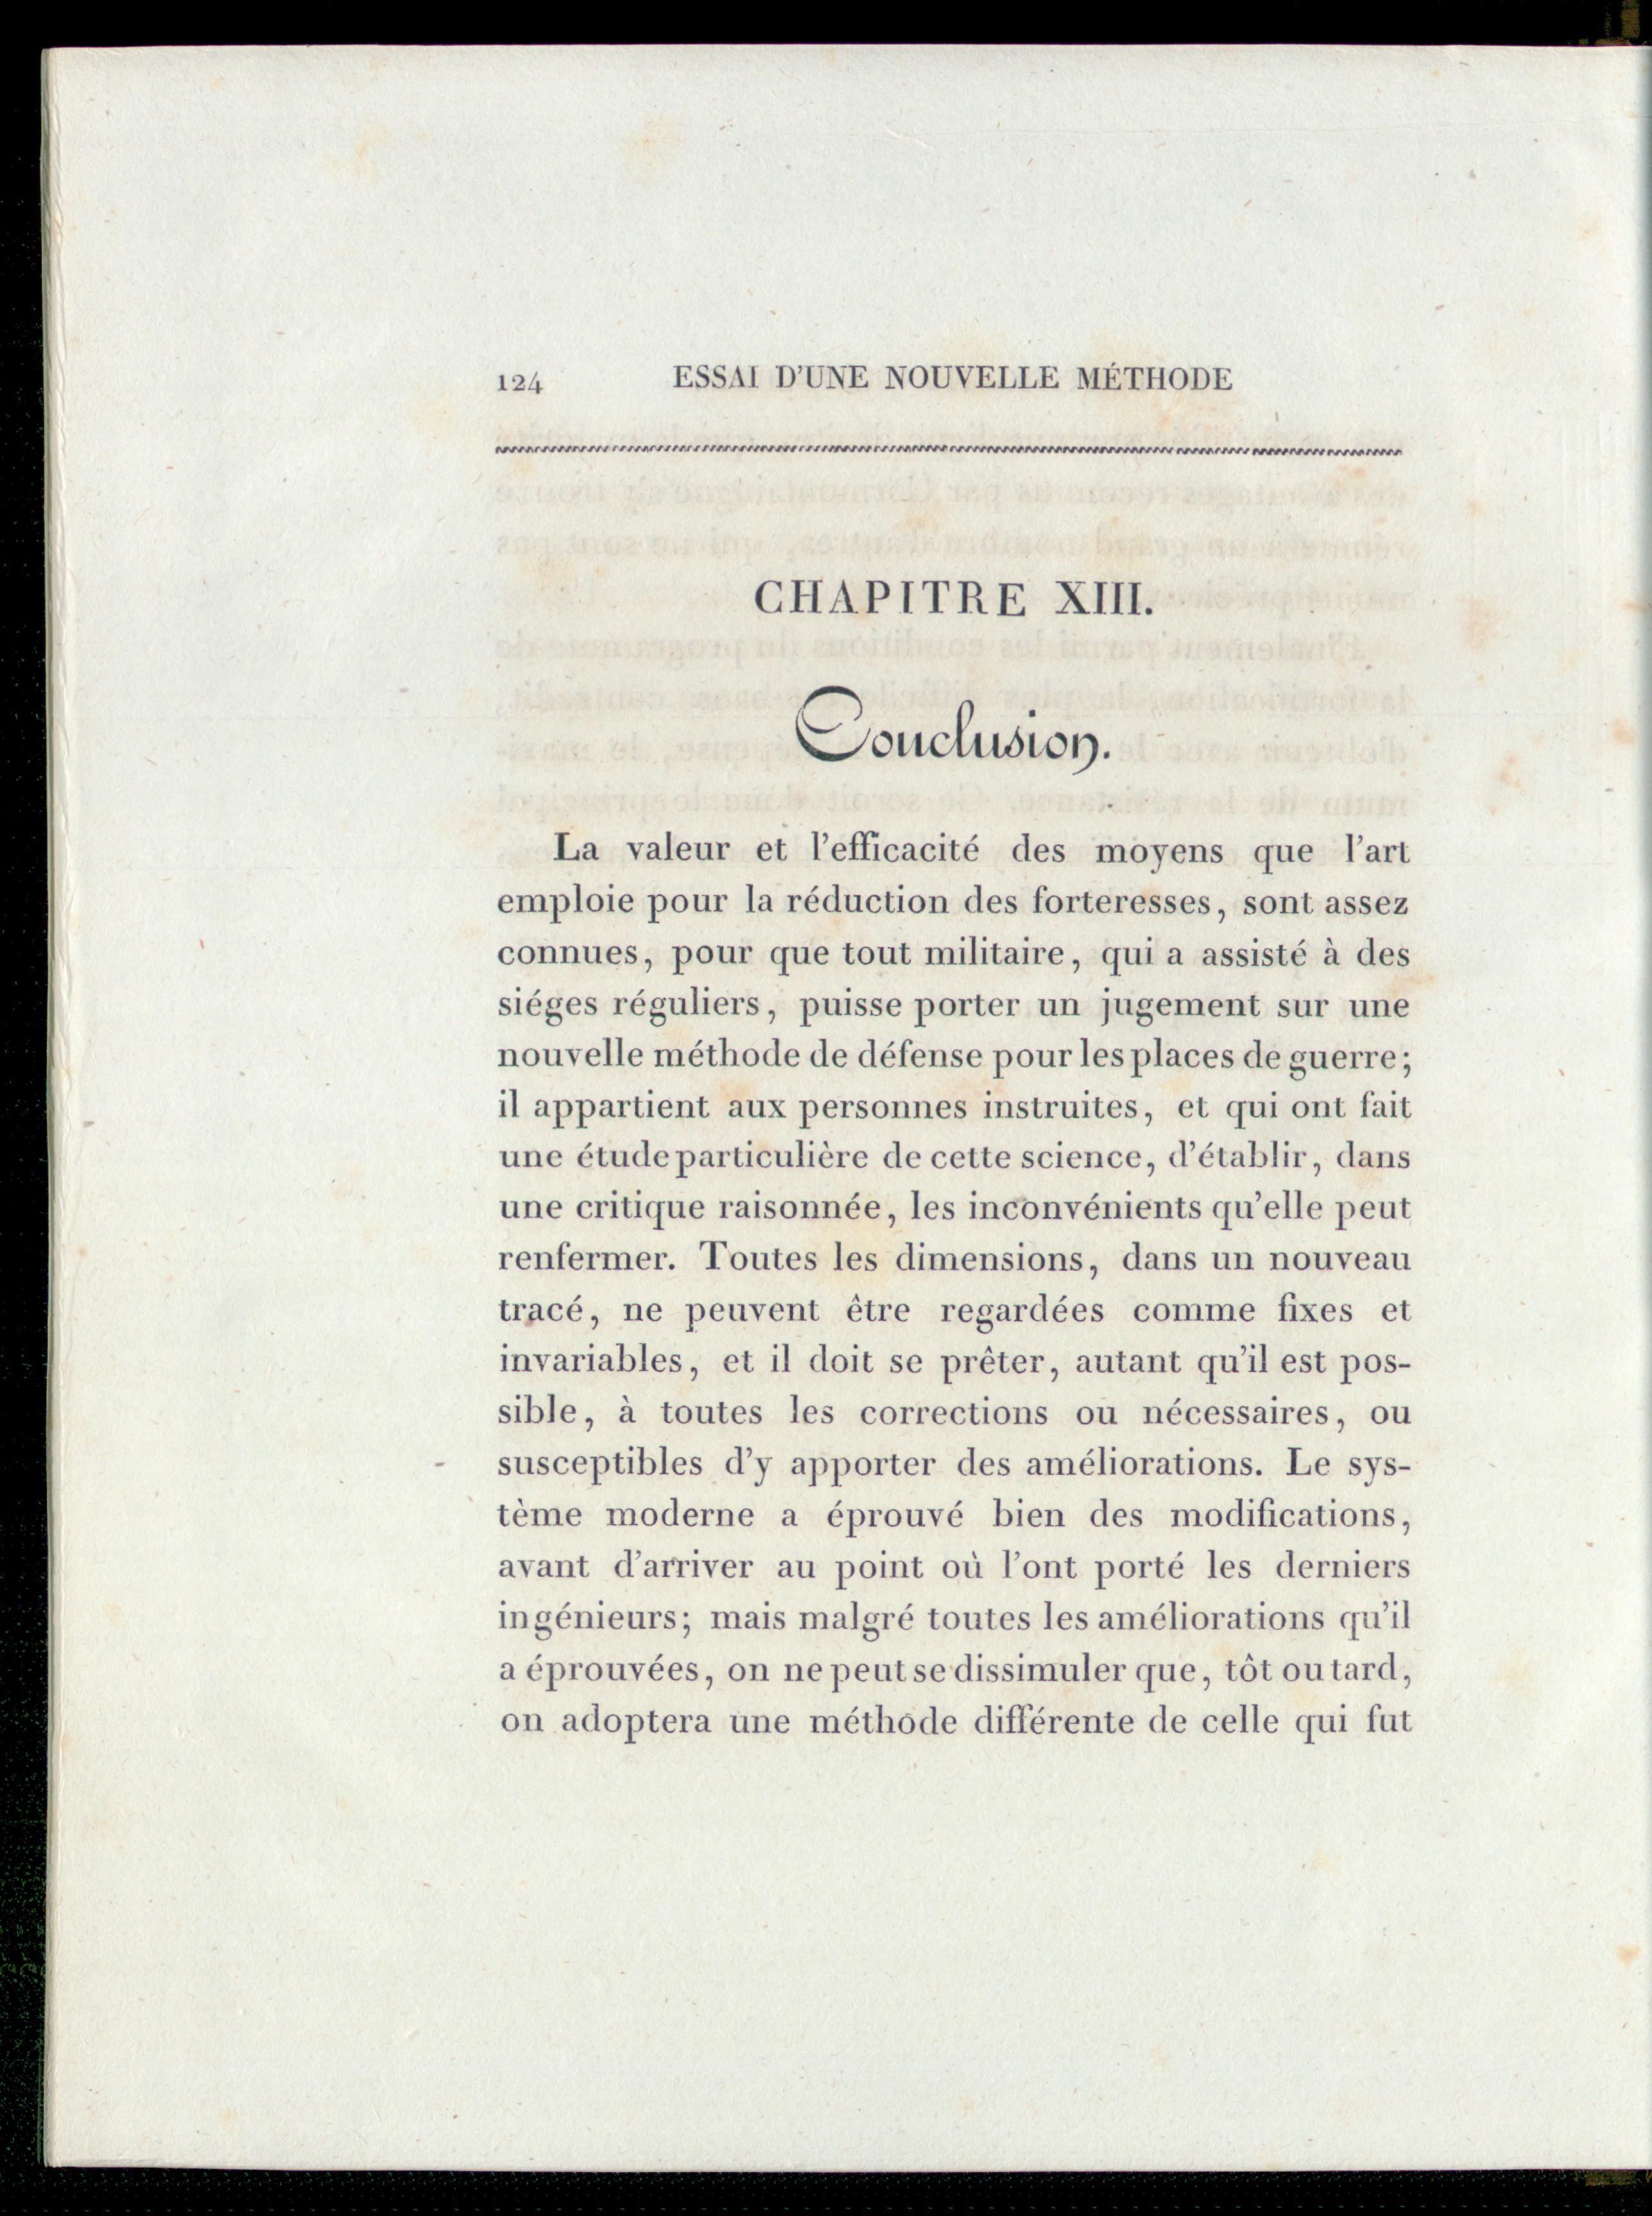 124 ESSAI D'UNE NOUVELLE MÉTHODE
CHAPITRE XIII.
Conclusion.
La valeur et l'efficacité des moyens que l'art
emploie pour la réduction des forteresses, sont assez
connues, pour que tout militaire, qui a assisté à des
siéges réguliers, puisse porter un jugement sur une
nouvelle méthode de défense pour les places de guerre;
il appartient aux personnes instruites, et qui ont fait
une étude particulière de cette science, d'établir, dans
une critique raisonnée, les inconvénients qu'elle peut
renfermer. Toutes les dimensions, dans un nouveau
tracé, ne peuvent être regardées comme fixes et
invariables, et il doit se prêter, autant qu'il est pos-
sible, à toutes les corrections ou nécessaires, ou
susceptibles d'y apporter des améliorations. Le sys-
tème moderne a éprouvé bien des modifications,
avant d'arriver au point où l'ont porté les derniers
ingénieurs; mais malgré toutes les améliorations qu'il
a éprouvées, on ne peut se dissimuler que, tôt ou tard,
on adoptera une méthode différente de celle qui fut